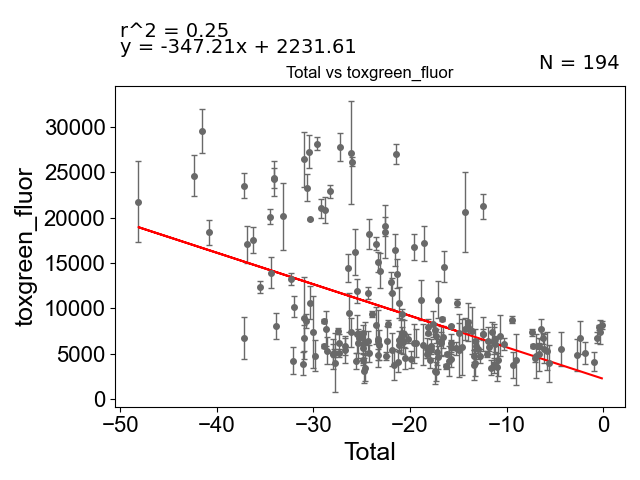 r^2 = 0.25
y = -347.21x + 2231.61
N = 194
Total vs toxgreen_fluor
30000
25000
20000
15000
10000
5000
0
toxgreen_fluor
−50
−40
−30
−20
−10
0
Total